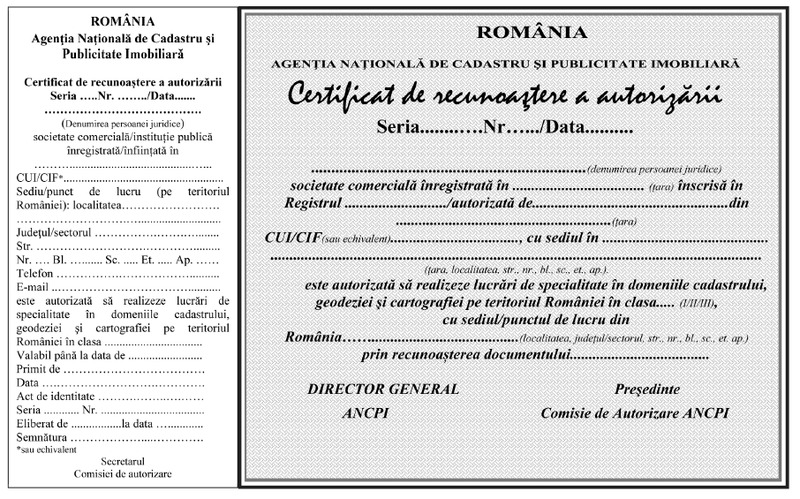 ROMÂNIA
Agenția Națională de Cadastru și
Publicitate Imobiliară
Certificat de recunoaștere a autorizării
Seria …..Nr. ……../Data.......
…………………………………
(Denumirea persoanei juridice)
societate comercială/instituție publică
înregistrată/înființată în
………..........................................…..
CUI/CIF*......................................................
Sediu/punct de lucru (pe teritoriul
României): localitatea……………………
……………………..........................................
Județul/sectorul …………………................
Str. ……………………………….................
Nr. …. Bl. …......... Sc. ..... Et. ..... Ap. ……
Telefon …………………………………
E-mail ……………………………...........
este autorizată să realizeze lucrări de
specialitate în domeniile cadastrului,
geodeziei și cartografiei pe teritoriul
României în clasa .................................
Valabil până la data de .........................
Primit de ……………………………….
Data ……………………………………
Act de identitate ……………………….
Seria ............ Nr. ...................................
Eliberat de .................la data …...........
Semnătura ………………....…………..
*sau echivalent
Secretarul
Comisiei de autorizare
ROMÂNIA
AGENȚIA NAȚIONALĂ DE CADASTRU ȘI PUBLICITATE IMOBILIARĂ
Certificat de recunoaştere a autorizării
Seria.......….Nr…../Data..........
......................................................................(denumirea persoanei juridice)
societate comercială înregistrată în .................................. (țara) înscrisă în
Registrul ........................../autorizată de..................................................din
.......................................................(țara)
CUI/CIF(sau echivalent)................................., cu sediul în ...........................................
..............................................................................................................................
(țara, localitatea, str., nr., bl., sc., et., ap.).
este autorizată să realizeze lucrări de specialitate în domeniile cadastrului,
geodeziei și cartografiei pe teritoriul României în clasa..... (I/II/III),
cu sediul/punctul de lucru din
România…….......................................(localitatea, județul/sectorul, str., nr., bl., sc., et. ap.)
prin recunoașterea documentului...................................
DIRECTOR GENERAL
Președinte
ANCPI
Comisie de Autorizare ANCPI